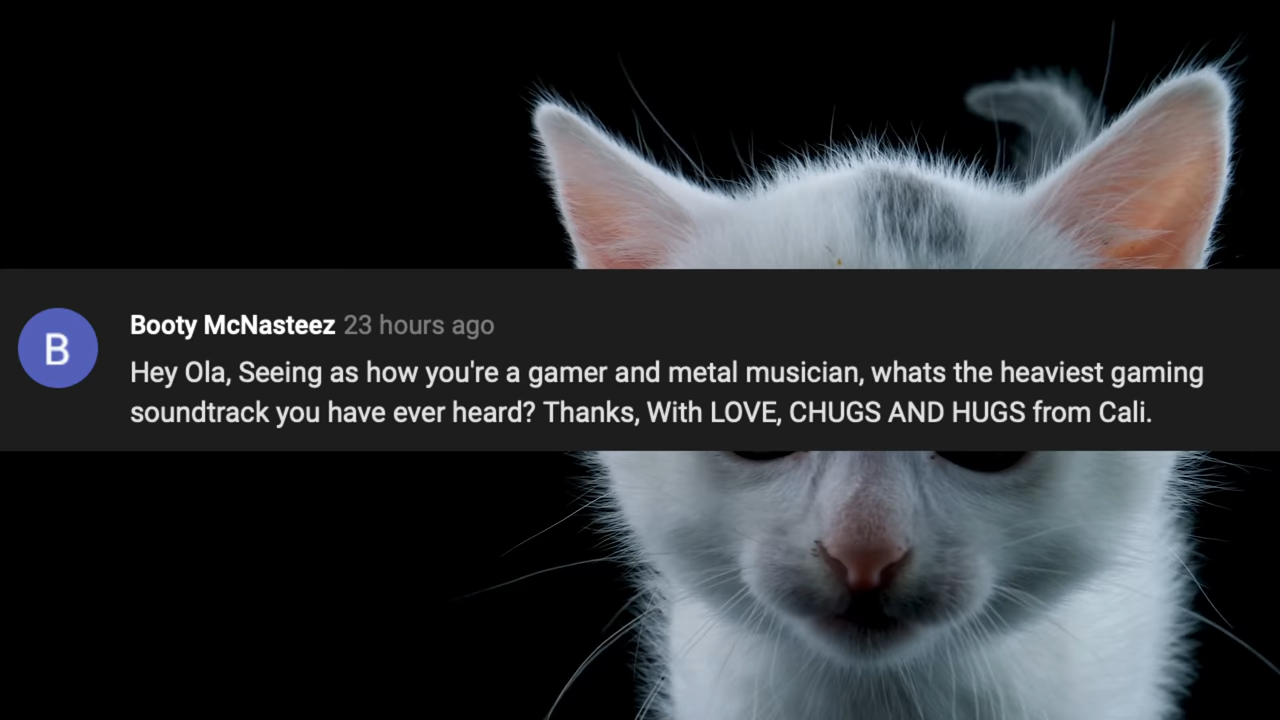 B
Booty McNasteez 23 hours ago
Hey Ola, Seeing as how you're a gamer and metal musician, whats the heaviest gaming
soundtrack you have ever heard? Thanks, With LOVE, CHUGS AND HUGS from Cali.